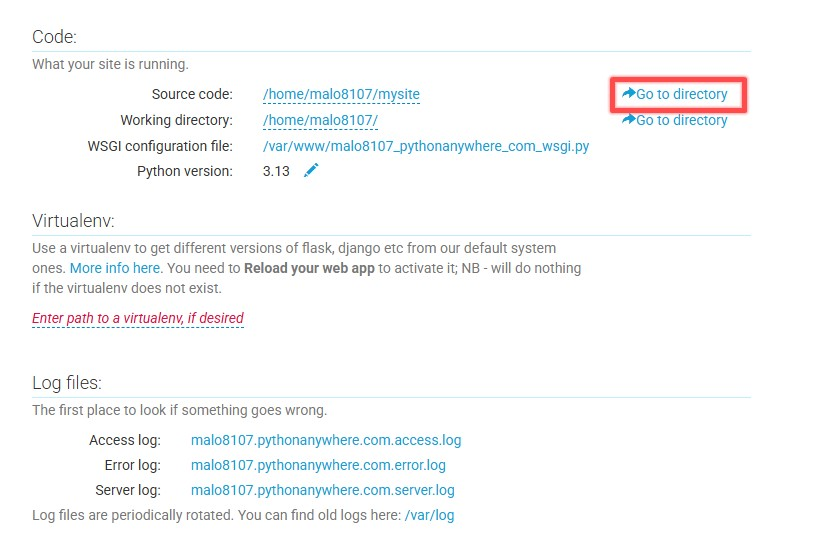 Code:
What your site is running.
Source code: /home/malo8107/mysite Go to directory
Working directory: /home/malo8107/ Go to directory
WSGI configuration file: /var/www/malo8107_pythonanywhere_com_wsgi.py
Python version: 3.13
Virtualenv:
Use a virtualenv to get different versions of flask, django etc from our default system
ones. More info here. You need to Reload your web app to activate it; NB - will do nothing
if the virtualenv does not exist.
Enter path to a virtualenv, if desired
Log files:
The first place to look if something goes wrong.
Access log: malo8107.pythonanywhere.com.access.log
Error log: malo8107.pythonanywhere.com.error.log
Server log: malo8107.pythonanywhere.com.server.log
Log files are periodically rotated. You can find old logs here: /var/log